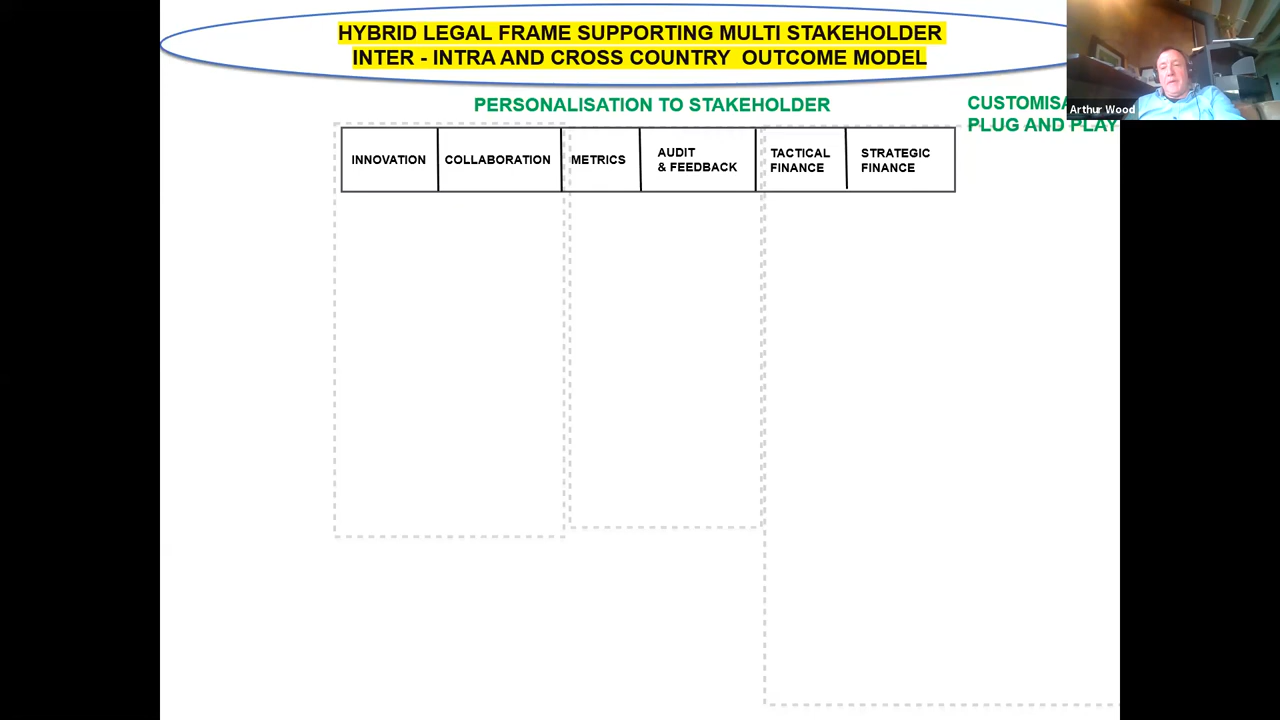 HYBRID LEGAL FRAME SUPPORTING MULTI STAKEHOLDER
INTER - INTRA AND CROSS COUNTRY OUTCOME MODEL
PERSONALISATION TO STAKEHOLDER
PLUG AND PLAY
Arthur Wood
INNOVATION
COLLABORATION
METRICS
AUDIT
& FEEDBACK
TACTICAL
FINANCE
STRATEGIC
FINANCE